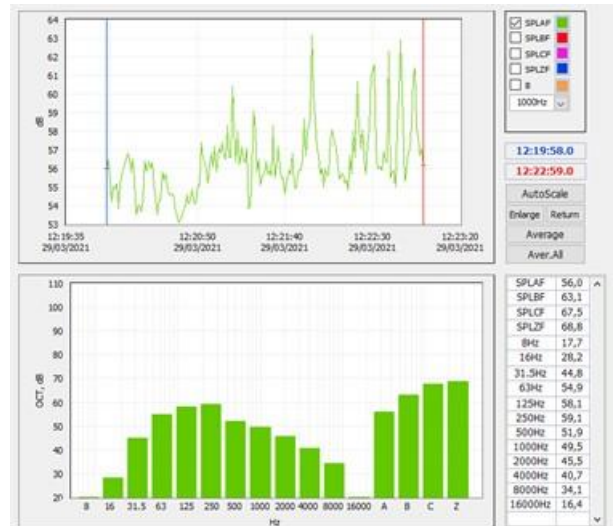 64
63
62
61
60
59
58
57
56
55
54
53
dB
12:19:35
29/03/2021
12:20:50
29/03/2021
12:21:40
29/03/2021
12:22:30
29/03/2021
12:23:20
29/03/2021
SPLAF
SPLBF
SPLCF
SPLZF
B
1000Hz
12:19:58.0
12:22:59.0
AutoScale
Enlarge Return
Average
Aver.All
110
100
90
80
70
60
50
40
30
20
OCT, dB
8 16 31.5 63 125 250 500 1000 2000 4000 8000 16000 A B C Z
Hz
SPLAF 56,0
SPLBF 63,1
SPLCF 67,5
SPLZF 68,8
8Hz 17,7
16Hz 28,2
31.5Hz 44,8
63Hz 54,9
125Hz 58,1
250Hz 59,1
500Hz 51,9
1000Hz 49,5
2000Hz 45,5
4000Hz 40,7
8000Hz 34,1
16000Hz 16,4